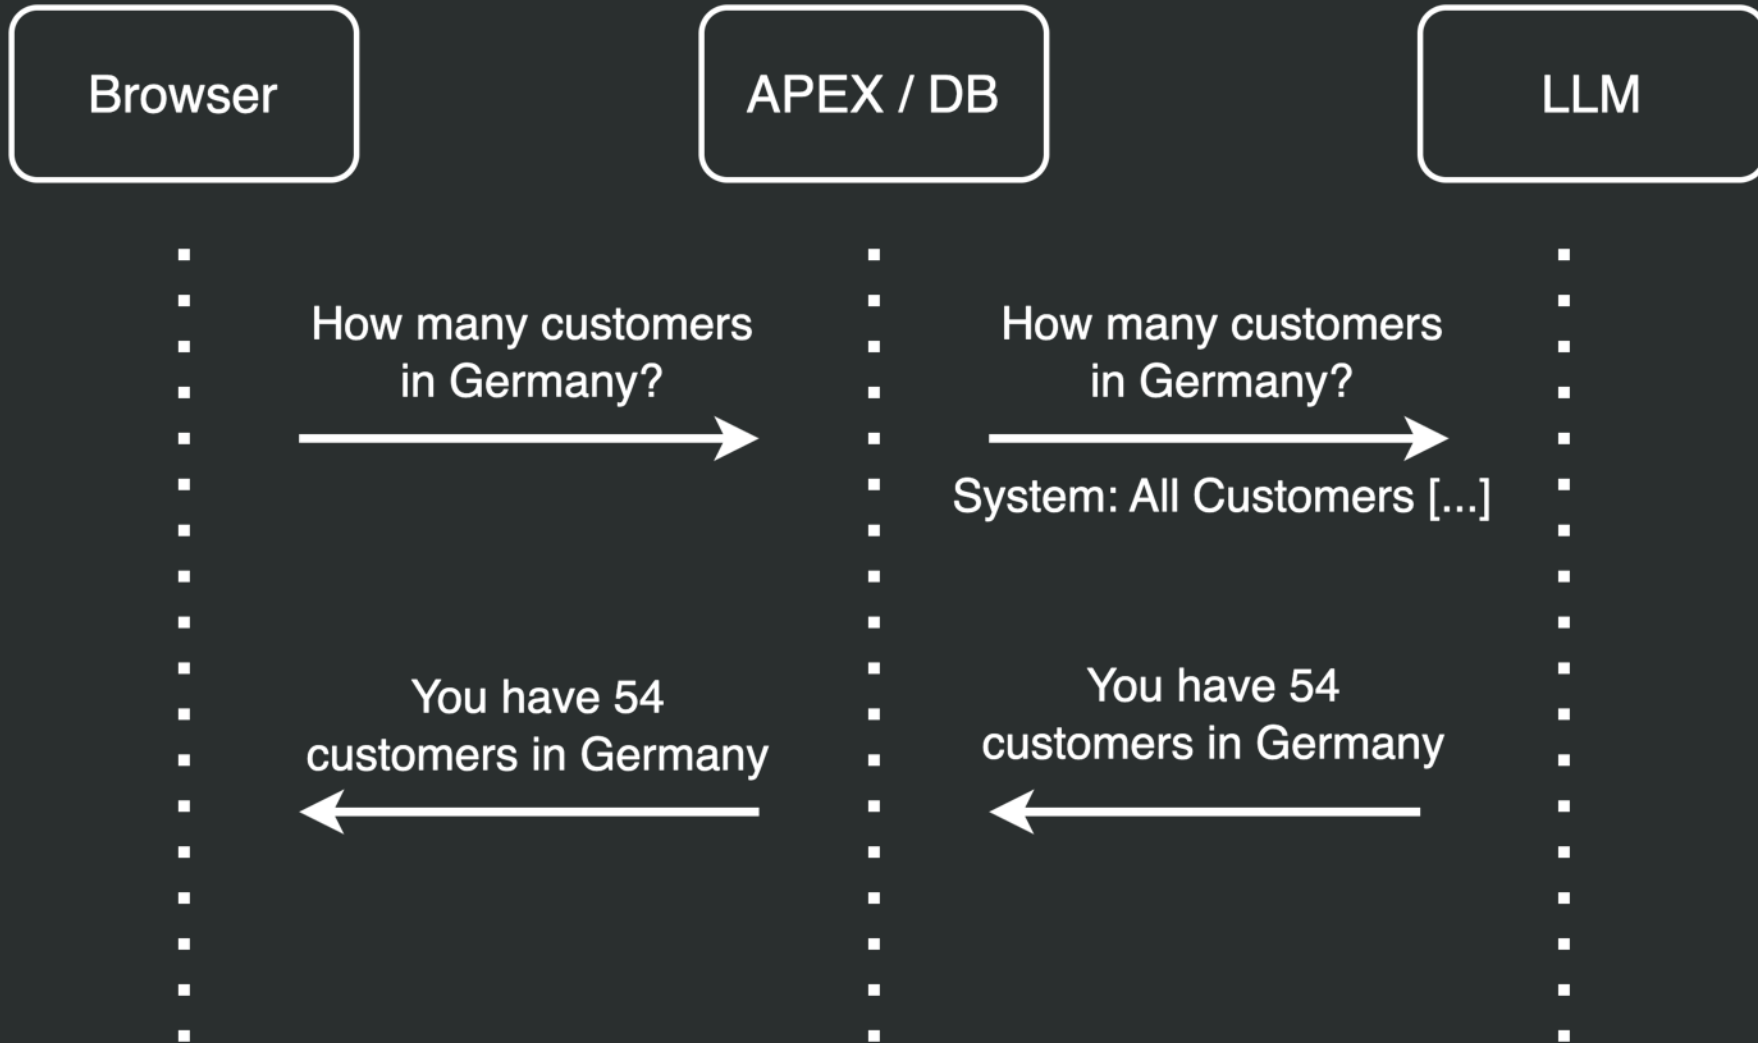 Browser
APEX / DB
LLM
How many customers
in Germany?
How many customers
in Germany?
System: All Customers [...]
You have 54
customers in Germany
You have 54
customers in Germany